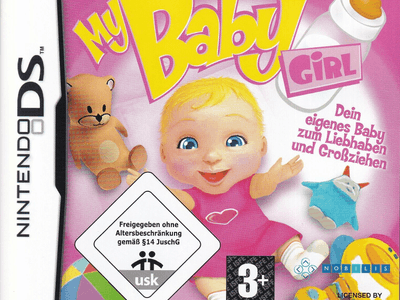 My
Baby
GIRL
NINTENDO DS
TM
Dein
eigenes Baby
zum Liebhaben
und Großziehen
Freigegeben ohne
Altersbeschränkung
gemäß §14 JuschG
usk
3+
NOBILIS
LICENSED BY